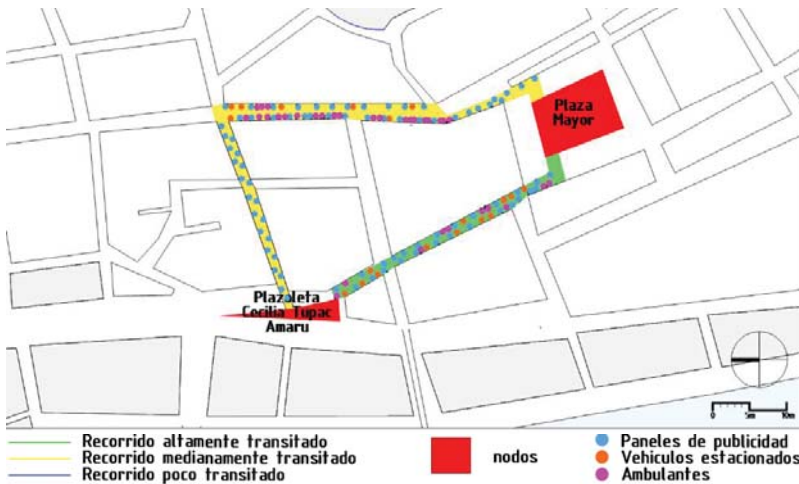 Plaza
Mayor
Plazoleta
Cecilia Tupac
Amaru
0
5m
10m
Recorrido altamente transitado
Recorrido medianamente transitado
Recorrido poco transitado
nodos
Paneles de publicidad
Vehiculos estacionados
Ambulantes